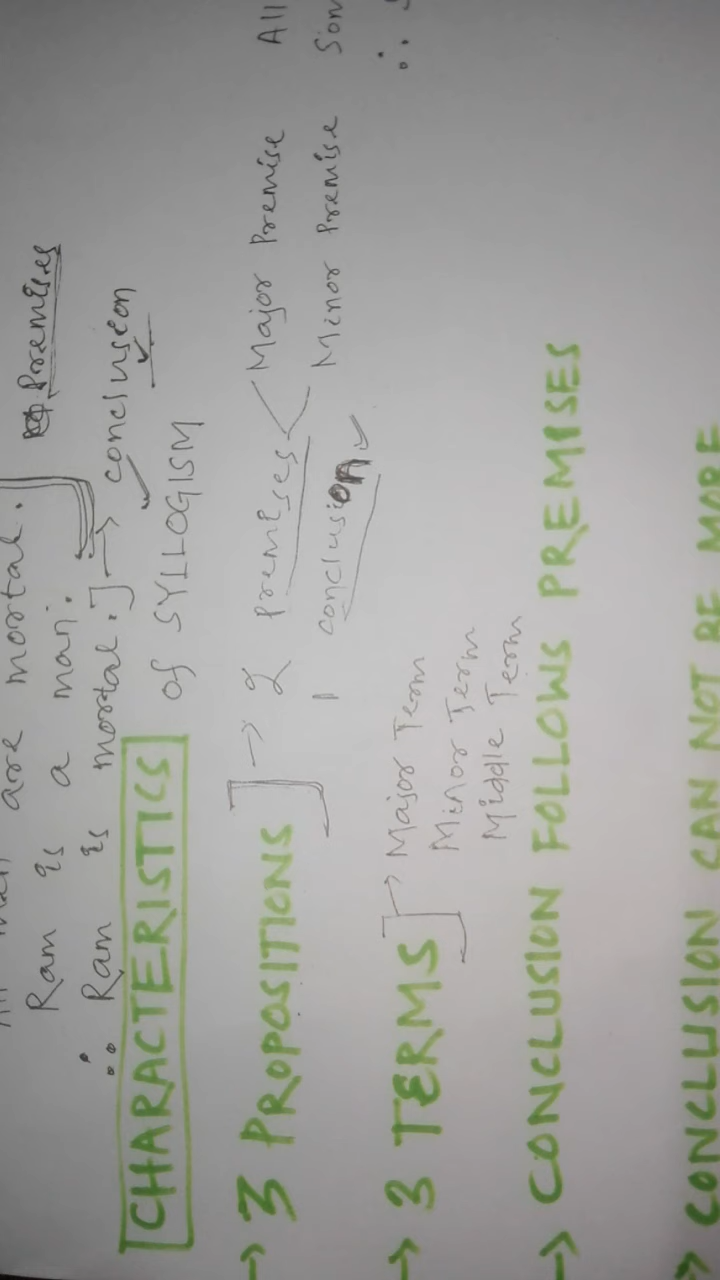 are mortal.
Ram is a man. Premises
∴ Ram is mortal.] → conclusion
CHARACTERISTICS of SYLLOGISM
→ 3 PROPOSITIONS] → 2 Premises < Major Premise All
1 conclusion Minor Premise
∴
→ 3 TERMS] → Major Term
Minor Term
Middle Term
→ CONCLUSION FOLLOWS PREMISES
→ CONCLUSION CAN NOT BE MORE